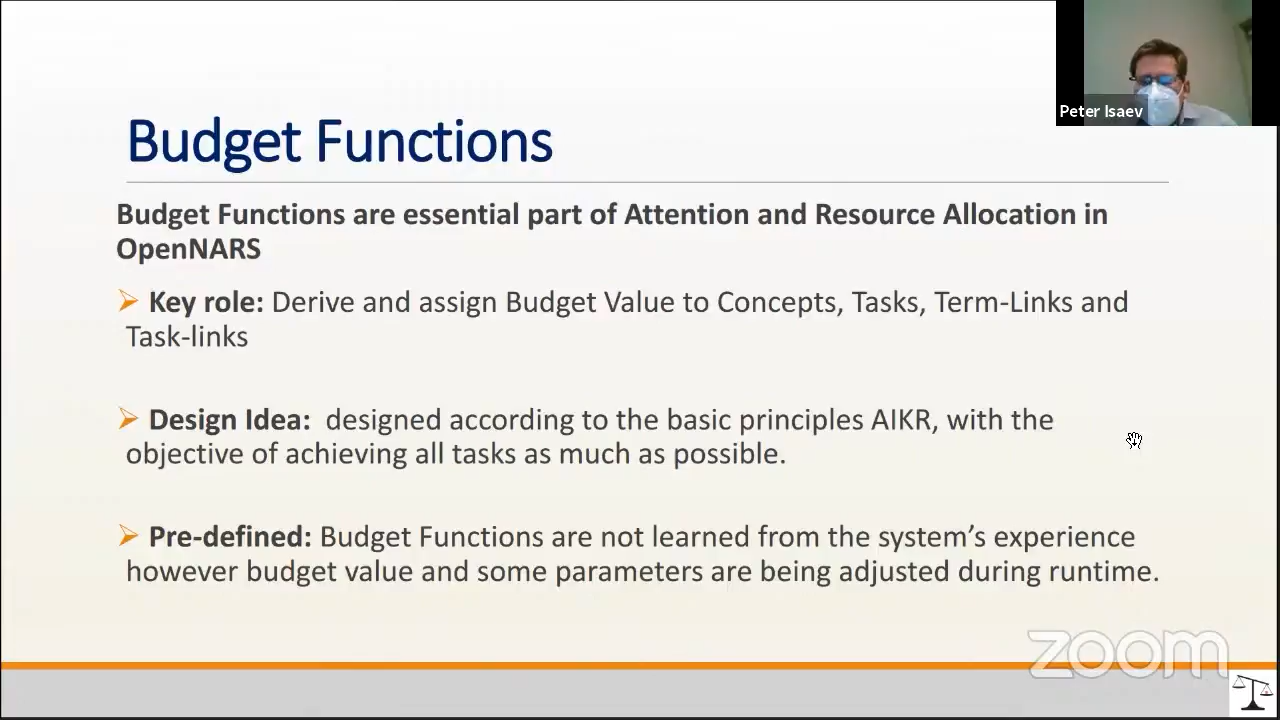 Peter Isaev
Budget Functions
Budget Functions are essential part of Attention and Resource Allocation in
OpenNARS
Key role: Derive and assign Budget Value to Concepts, Tasks, Term-Links and
Task-links
Design Idea:  designed according to the basic principles AIKR, with the
objective of achieving all tasks as much as possible.
Pre-defined: Budget Functions are not learned from the system’s experience
however budget value and some parameters are being adjusted during runtime.
zoom